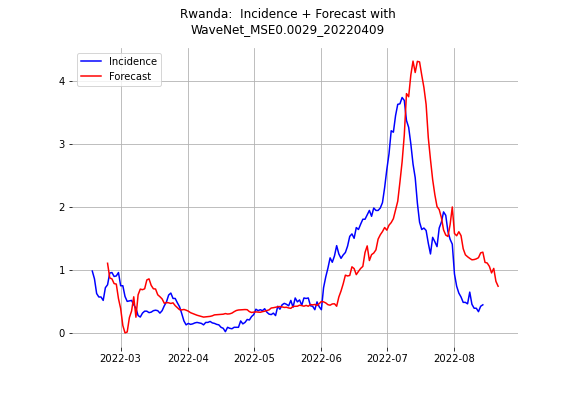 Rwanda:  Incidence + Forecast with
WaveNet_MSE0.0029_20220409
Incidence
Forecast
4
3
2
1
0
2022-03
2022-04
2022-05
2022-06
2022-07
2022-08